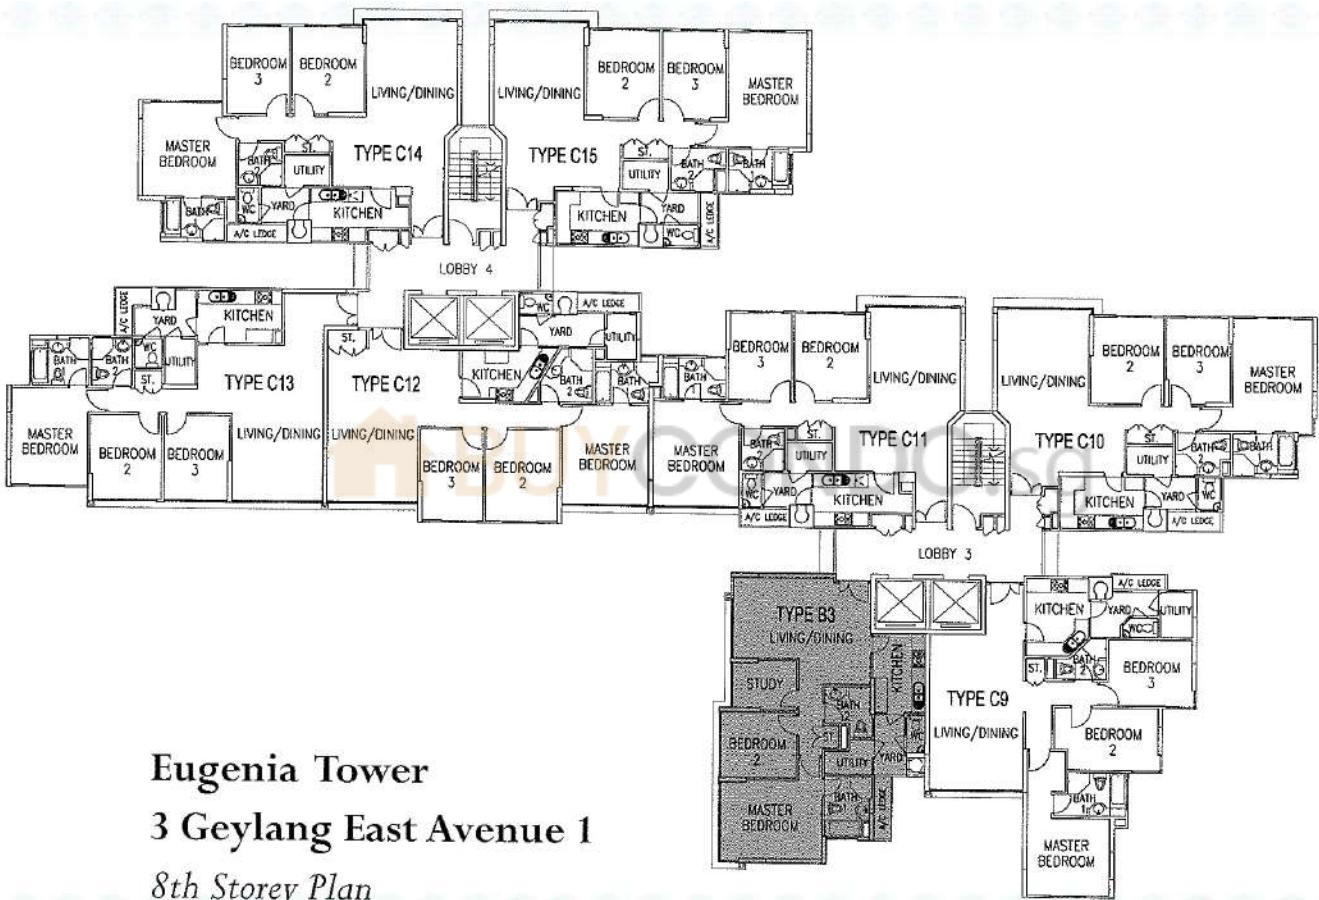 BEDROOM
3
BEDROOM
2
LIVING/DINING
MASTER
BEDROOM
BATH
2
ST.
UTILITY
TYPE C14
BATH
1
WC
YARD
KITCHEN
A/C LEDGE
LIVING/DINING
BEDROOM
2
BEDROOM
3
MASTER
BEDROOM
TYPE C15
ST.
UTILITY
BATH
2
BATH
1
KITCHEN
YARD
WC
A/C LEDGE
LOBBY 4
A/C LEDGE
YARD
KITCHEN
BATH
1
BATH
2
WC
ST.
UTILITY
TYPE C13
MASTER
BEDROOM
BEDROOM
2
BEDROOM
3
LIVING/DINING
ST.
TYPE C12
WC
A/C LEDGE
YARD
UTILITY
KITCHEN
BATH
2
BATH
LIVING/DINING
BEDROOM
3
BEDROOM
2
MASTER
BEDROOM
BATH
MASTER
BEDROOM
BEDROOM
3
BEDROOM
2
LIVING/DINING
TYPE C11
BATH
2
ST.
UTILITY
WC
YARD
KITCHEN
A/C LEDGE
LIVING/DINING
BEDROOM
2
BEDROOM
3
MASTER
BEDROOM
TYPE C10
ST.
UTILITY
BATH
2
BATH
1
KITCHEN
YARD
WC
A/C LEDGE
BUYCONDO.sg
LOBBY 3
TYPE B3
LIVING/DINING
KITCHEN
STUDY
BATH
2
BEDROOM
2
ST.
WC
UTILITY
YARD
MASTER
BEDROOM
BATH
1
A/C LEDGE
A/C LEDGE
KITCHEN
YARD
UTILITY
WC
ST.
BATH
2
BEDROOM
3
TYPE C9
LIVING/DINING
BEDROOM
2
BATH
1
MASTER
BEDROOM
Eugenia Tower
3 Geylang East Avenue 1
8th Storey Plan